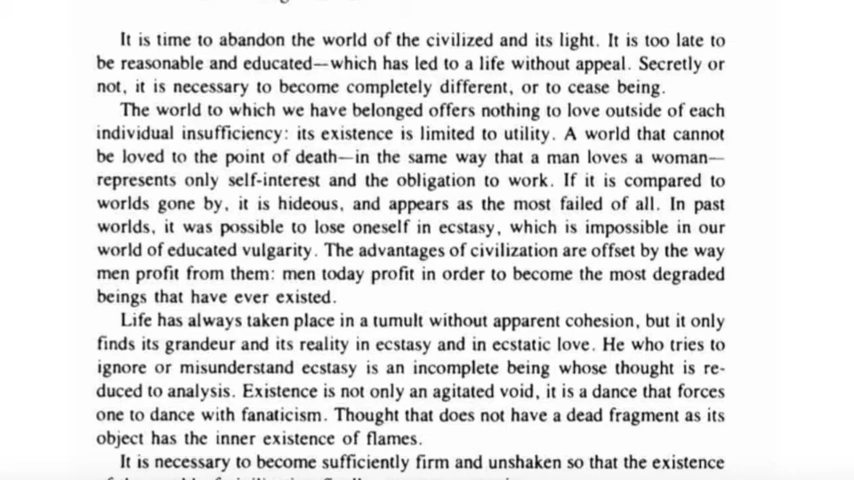 It is time to abandon the world of the civilized and its light. It is too late to
be reasonable and educated—which has led to a life without appeal. Secretly or
not, it is necessary to become completely different, or to cease being.
The world to which we have belonged offers nothing to love outside of each
individual insufficiency: its existence is limited to utility. A world that cannot
be loved to the point of death—in the same way that a man loves a woman—
represents only self-interest and the obligation to work. If it is compared to
worlds gone by, it is hideous, and appears as the most failed of all. In past
worlds, it was possible to lose oneself in ecstasy, which is impossible in our
world of educated vulgarity. The advantages of civilization are offset by the way
men profit from them: men today profit in order to become the most degraded
beings that have ever existed.
Life has always taken place in a tumult without apparent cohesion, but it only
finds its grandeur and its reality in ecstasy and in ecstatic love. He who tries to
ignore or misunderstand ecstasy is an incomplete being whose thought is re-
duced to analysis. Existence is not only an agitated void, it is a dance that forces
one to dance with fanaticism. Thought that does not have a dead fragment as its
object has the inner existence of flames.
It is necessary to become sufficiently firm and unshaken so that the existence